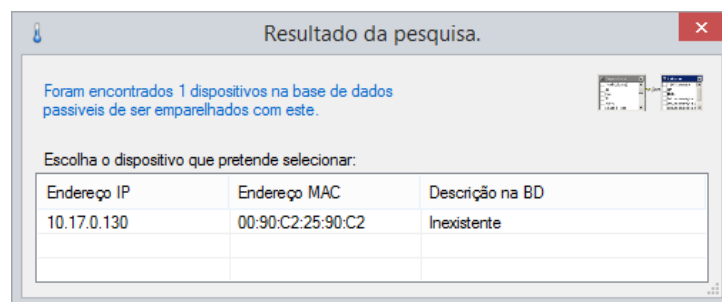 Resultado da pesquisa.
Foram encontrados 1 dispositivos na base de dados
passiveis de ser emparelhados com este.
Escolha o dispositivo que pretende selecionar:
Endereço IP Endereço MAC Descrição na BD
10.17.0.130 00:90:C2:25:90:C2 Inexistente